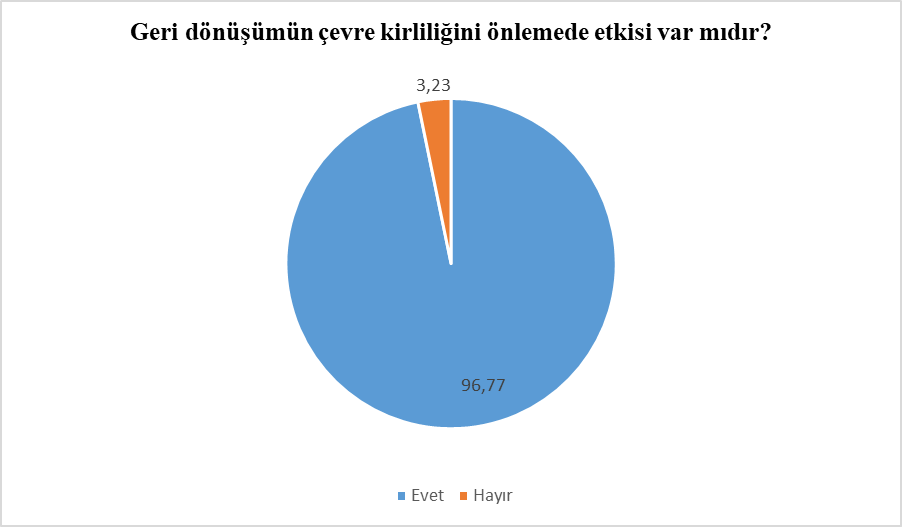 Geri dönüşümün çevre kirliliğini önlemede etkisi var mıdır?
3,23
96,77
Evet
Hayır